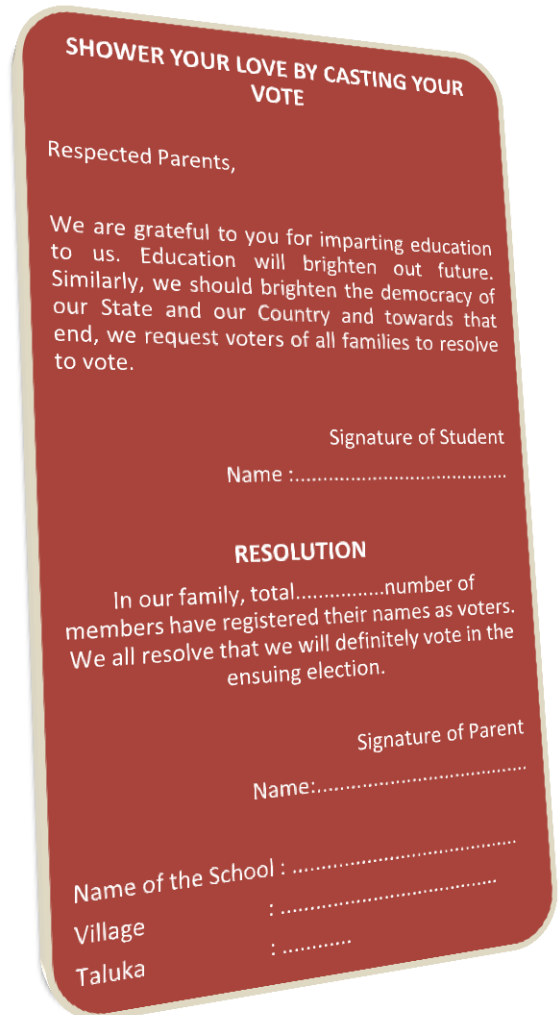 SHOWER YOUR LOVE BY CASTING YOUR
VOTE
Respected Parents,
We are grateful to you for imparting education
to us. Education will brighten out future.
Similarly, we should brighten the democracy of
our State and our Country and towards that
end, we request voters of all families to resolve
to vote.
Signature of Student
Name :.......................................
RESOLUTION
In our family, total................number of
members have registered their names as voters.
We all resolve that we will definitely vote in the
ensuing election.
Signature of Parent
Name:.......................................
Name of the School : .......................................
Village : .......................................
Taluka : ............